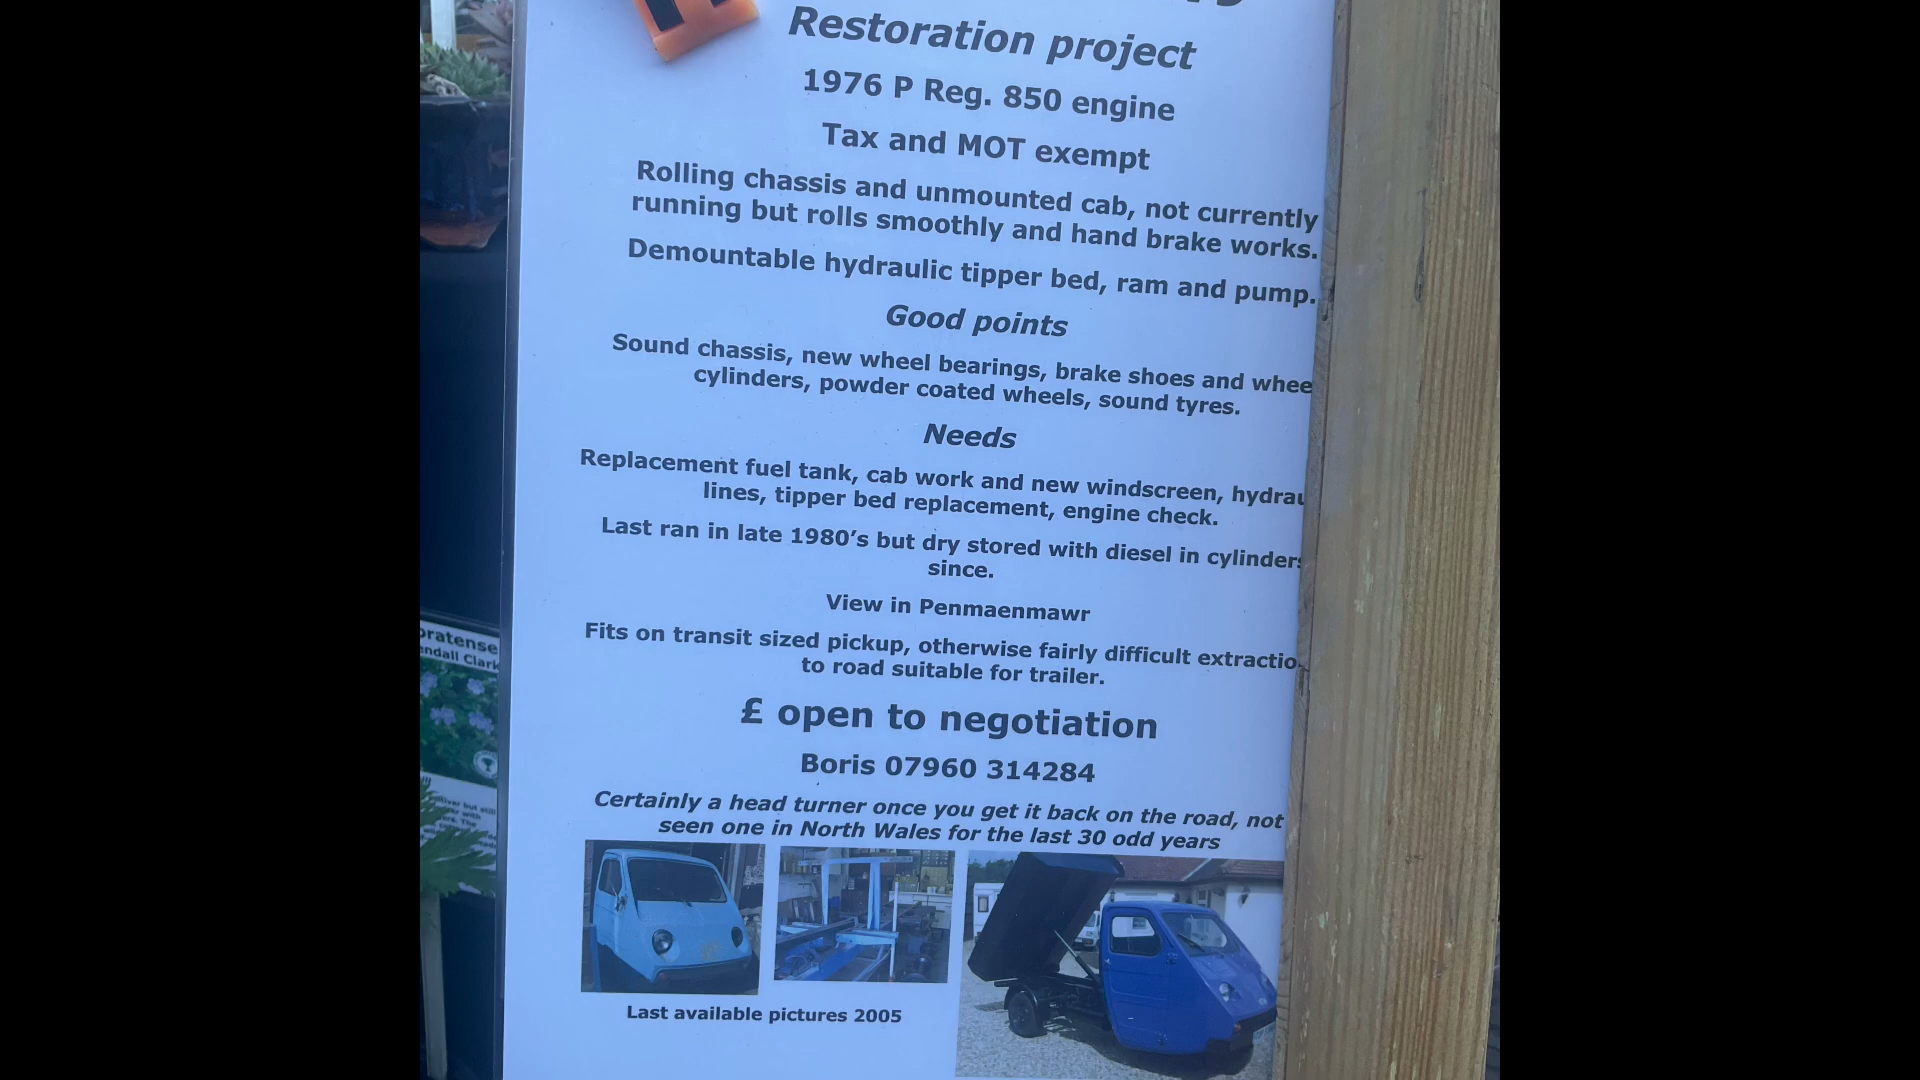 Restoration project
1976 P Reg. 850 engine
Tax and MOT exempt
Rolling chassis and unmounted cab, not currently
running but rolls smoothly and hand brake works.
Demountable hydraulic tipper bed, ram and pump.
Good points
Sound chassis, new wheel bearings, brake shoes and whee
cylinders, powder coated wheels, sound tyres.
Needs
Replacement fuel tank, cab work and new windscreen, hydrau
lines, tipper bed replacement, engine check.
Last ran in late 1980's but dry stored with diesel in cylinders
since.
View in Penmaenmawr
Fits on transit sized pickup, otherwise fairly difficult extractio
to road suitable for trailer.
£ open to negotiation
Boris 07960 314284
Certainly a head turner once you get it back on the road, not
seen one in North Wales for the last 30 odd years
Last available pictures 2005
pratense
endall Clark
but still
with
The